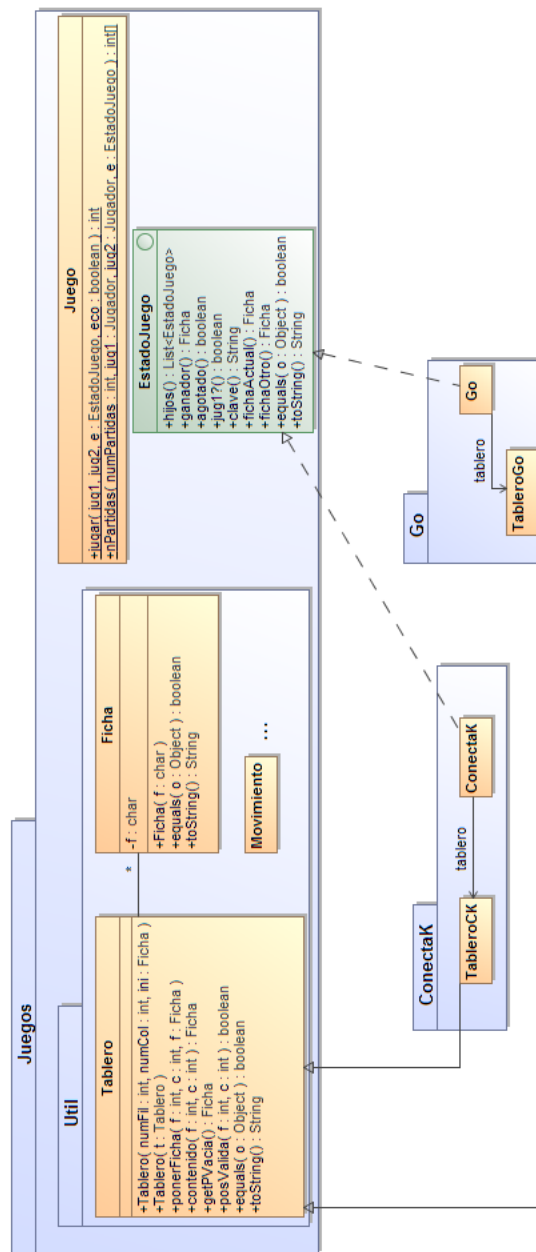 Juegos
Util
Tablero
+Tablero( numFil : int, numCol : int, ini : Ficha )
+Tablero( t : Tablero )
+ponerFicha( f : int, c : int, f : Ficha )
+contenido( f : int, c : int ) : Ficha
+getPVacia() : Ficha
+posValida( f : int, c : int ) : boolean
+equals( o : Object ) : boolean
+toString() : String
*
Ficha
-f : char
+Ficha( f : char )
+equals( o : Object ) : boolean
+toString() : String
Movimiento
...
Juego
+jugar( jug1, jug2, e : EstadoJuego, eco : boolean ) : int
+nPartidas( numPartidas : int, jug1 : Jugador, jug2 : Jugador, e : EstadoJuego ) : int[]
EstadoJuego
+hijos() : List<EstadoJuego>
+ganador() : Ficha
+agotado() : boolean
+jug1?() : boolean
+clave() : String
+fichaActual() : Ficha
+fichaOtro() : Ficha
+equals( o : Object ) : boolean
+toString() : String
ConectaK
TableroCK
tablero
ConectaK
Go
TableroGo
tablero
Go